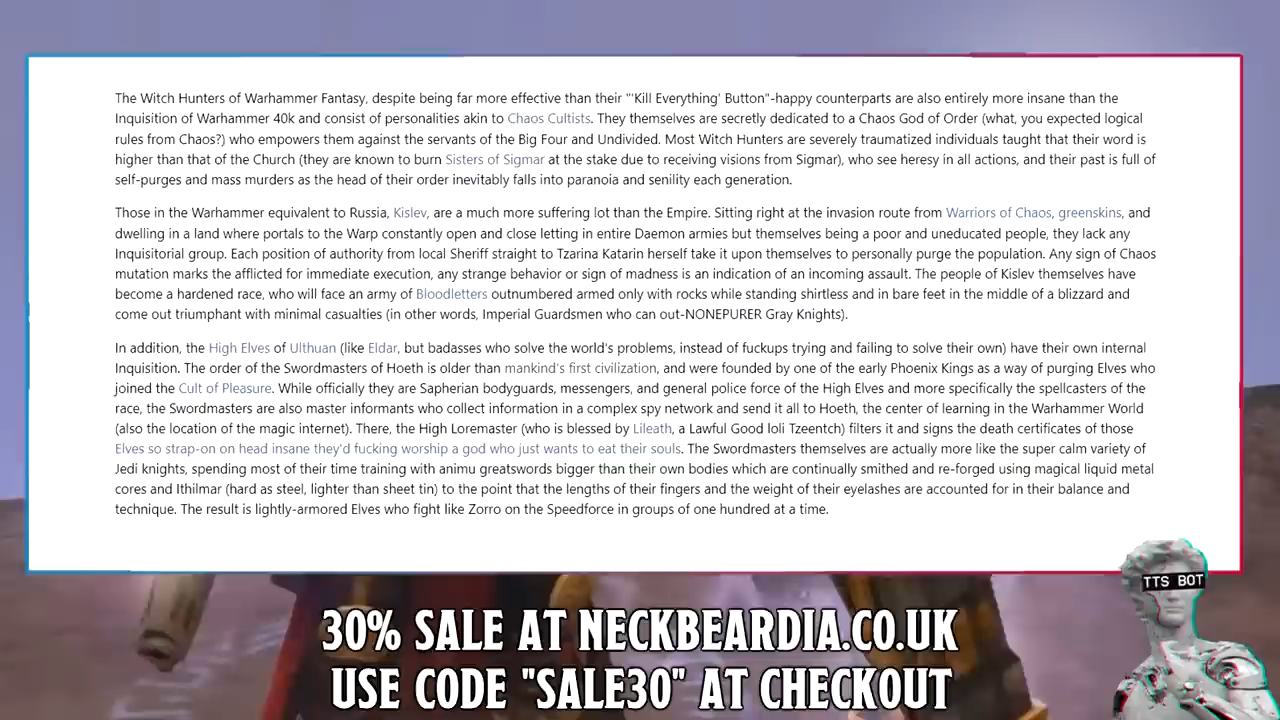 The Witch Hunters of Warhammer Fantasy, despite being far more effective than their "'Kill Everything' Button"-happy counterparts are also entirely more insane than the
Inquisition of Warhammer 40k and consist of personalities akin to Chaos Cultists. They themselves are secretly dedicated to a Chaos God of Order (what, you expected logical
rules from Chaos?) who empowers them against the servants of the Big Four and Undivided. Most Witch Hunters are severely traumatized individuals taught that their word is
higher than that of the Church (they are known to burn Sisters of Sigmar at the stake due to receiving visions from Sigmar), who see heresy in all actions, and their past is full of
self-purges and mass murders as the head of their order inevitably falls into paranoia and senility each generation.
Those in the Warhammer equivalent to Russia, Kislev, are a much more suffering lot than the Empire. Sitting right at the invasion route from Warriors of Chaos, greenskins, and
dwelling in a land where portals to the Warp constantly open and close letting in entire Daemon armies but themselves being a poor and uneducated people, they lack any
Inquisitorial group. Each position of authority from local Sheriff straight to Tzarina Katarin herself take it upon themselves to personally purge the population. Any sign of Chaos
mutation marks the afflicted for immediate execution, any strange behavior or sign of madness is an indication of an incoming assault. The people of Kislev themselves have
become a hardened race, who will face an army of Bloodletters outnumbered armed only with rocks while standing shirtless and in bare feet in the middle of a blizzard and
come out triumphant with minimal casualties (in other words, Imperial Guardsmen who can out-NONEPURER Gray Knights).
In addition, the High Elves of Ulthuan (like Eldar, but badasses who solve the world's problems, instead of fuckups trying and failing to solve their own) have their own internal
Inquisition. The order of the Swordmasters of Hoeth is older than mankind's first civilization, and were founded by one of the early Phoenix Kings as a way of purging Elves who
joined the Cult of Pleasure. While officially they are Sapherian bodyguards, messengers, and general police force of the High Elves and more specifically the spellcasters of the
race, the Swordmasters are also master informants who collect information in a complex spy network and send it all to Hoeth, the center of learning in the Warhammer World
(also the location of the magic internet). There, the High Loremaster (who is blessed by Lileath, a Lawful Good loli Tzeentch) filters it and signs the death certificates of those
Elves so strap-on on head insane they'd fucking worship a god who just wants to eat their souls. The Swordmasters themselves are actually more like the super calm variety of
Jedi knights, spending most of their time training with animu greatswords bigger than their own bodies which are continually smithed and re-forged using magical liquid metal
cores and Ithilmar (hard as steel, lighter than sheet tin) to the point that the lengths of their fingers and the weight of their eyelashes are accounted for in their balance and
technique. The result is lightly-armored Elves who fight like Zorro on the Speedforce in groups of one hundred at a time.
TTS BOT
30% SALE AT NECKBEARDIA.CO.UK
USE CODE "SALE30" AT CHECKOUT